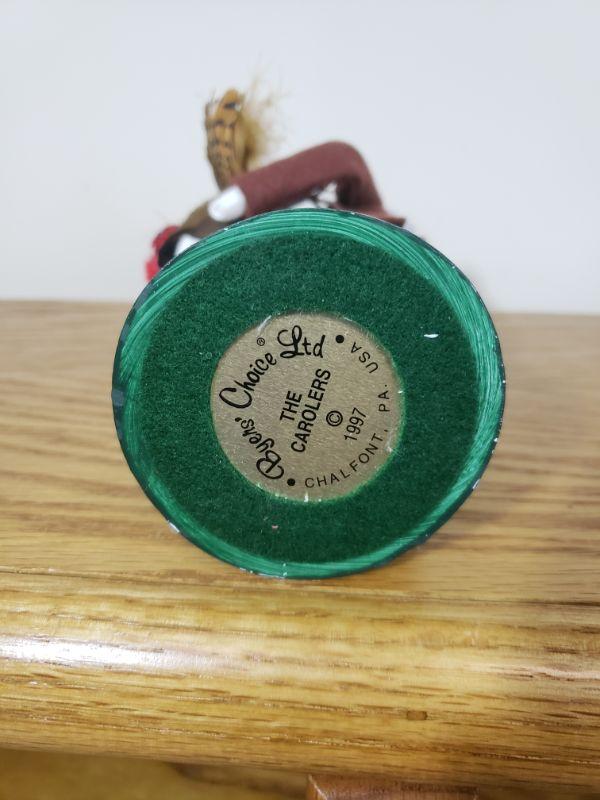 Byers' Choice® Ltd
THE
CAROLERS
©
1997
• CHALFONT, PA. USA •